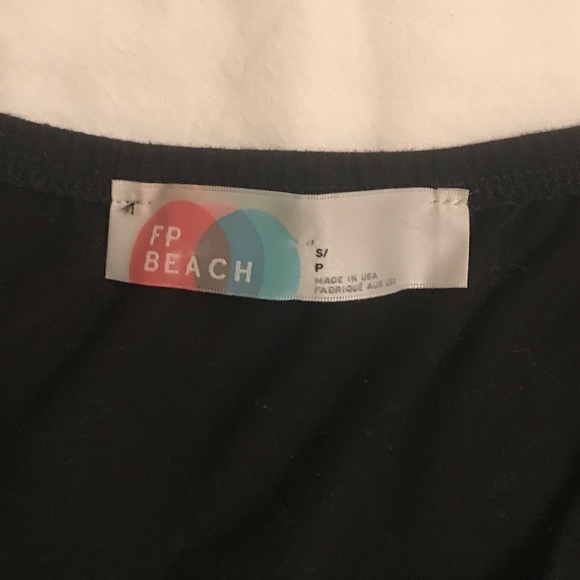 FP
BEACH
S/
P
MADE IN USA
FABRIQUÉ AUX USA